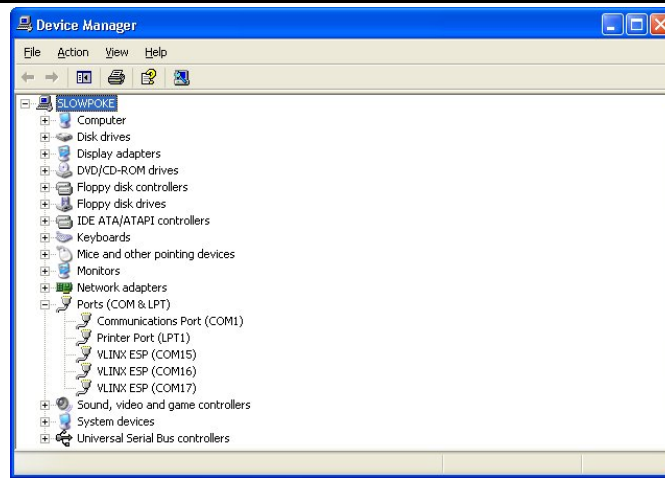 Device Manager
File Action View Help
SLOWPOKE
Computer
Disk drives
Display adapters
DVD/CD-ROM drives
Floppy disk controllers
Floppy disk drives
IDE ATA/ATAPI controllers
Keyboards
Mice and other pointing devices
Monitors
Network adapters
Ports (COM & LPT)
Communications Port (COM1)
Printer Port (LPT1)
VLINX ESP (COM15)
VLINX ESP (COM16)
VLINX ESP (COM17)
Sound, video and game controllers
System devices
Universal Serial Bus controllers